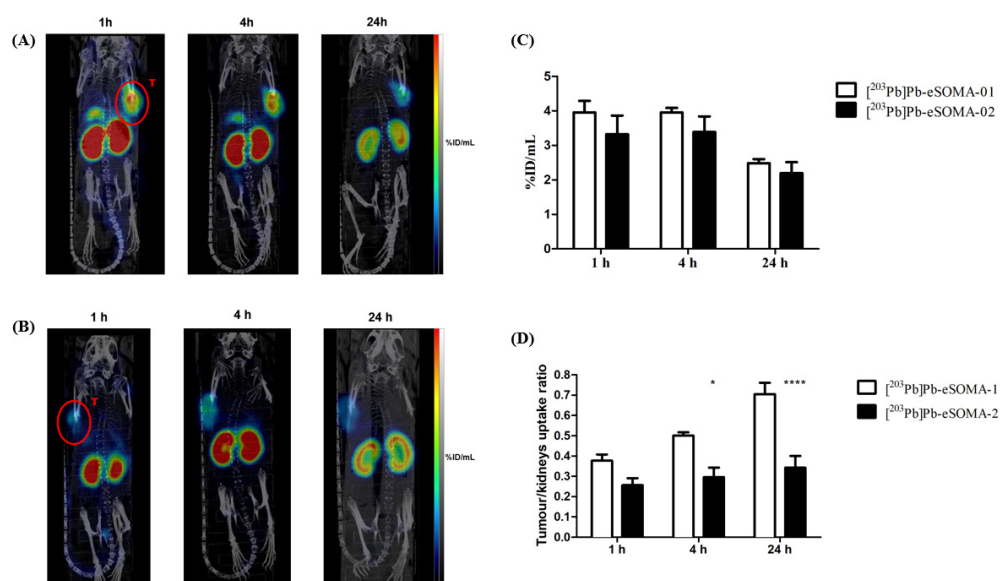 (A)
1h
4h
24h
T
%ID/mL
(B)
1 h
4 h
24 h
T
%ID/mL
(C)
5
4
3
2
1
0
%ID/mL
1 h
4 h
24 h
[²⁰³Pb]Pb-eSOMA-01
[²⁰³Pb]Pb-eSOMA-02
(D)
0.8
0.7
0.6
0.5
0.4
0.3
0.2
0.1
0.0
Tumour/kidneys uptake ratio
*
****
1 h
4 h
24 h
[²⁰³Pb]Pb-eSOMA-1
[²⁰³Pb]Pb-eSOMA-2